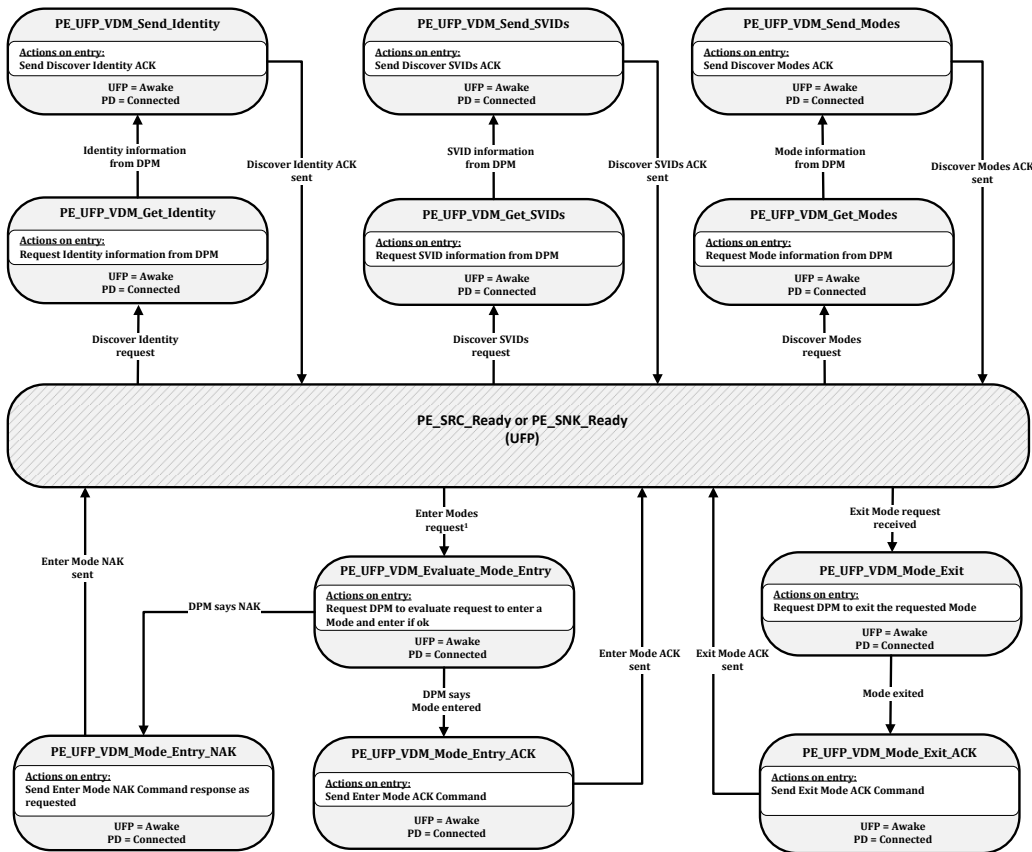 PE_UFP_VDM_Send_Identity
Actions on entry:
Send Discover Identity ACK
UFP = Awake
PD = Connected
PE_UFP_VDM_Send_SVIDs
Actions on entry:
Send Discover SVIDs ACK
UFP = Awake
PD = Connected
PE_UFP_VDM_Send_Modes
Actions on entry:
Send Discover Modes ACK
UFP = Awake
PD = Connected
Identity information
from DPM
Discover Identity ACK
sent
SVID information
from DPM
Discover SVIDs ACK
sent
Mode information
from DPM
Discover Modes ACK
sent
PE_UFP_VDM_Get_Identity
Actions on entry:
Request Identity information from DPM
UFP = Awake
PD = Connected
PE_UFP_VDM_Get_SVIDs
Actions on entry:
Request SVID information from DPM
UFP = Awake
PD = Connected
PE_UFP_VDM_Get_Modes
Actions on entry:
Request Mode information from DPM
UFP = Awake
PD = Connected
Discover Identity
request
Discover SVIDs
request
Discover Modes
request
PE_SRC_Ready or PE_SNK_Ready
(UFP)
Enter Modes
request¹
Exit Mode request
received
Enter Mode NAK
sent
PE_UFP_VDM_Evaluate_Mode_Entry
Actions on entry:
Request DPM to evaluate request to enter a
Mode and enter if ok
UFP = Awake
PD = Connected
PE_UFP_VDM_Mode_Exit
Actions on entry:
Request DPM to exit the requested Mode
UFP = Awake
PD = Connected
DPM says NAK
Enter Mode ACK
sent
Exit Mode ACK
sent
DPM says
Mode entered
Mode exited
PE_UFP_VDM_Mode_Entry_NAK
Actions on entry:
Send Enter Mode NAK Command response as
requested
UFP = Awake
PD = Connected
PE_UFP_VDM_Mode_Entry_ACK
Actions on entry:
Send Enter Mode ACK Command
UFP = Awake
PD = Connected
PE_UFP_VDM_Mode_Exit_ACK
Actions on entry:
Send Exit Mode ACK Command
UFP = Awake
PD = Connected